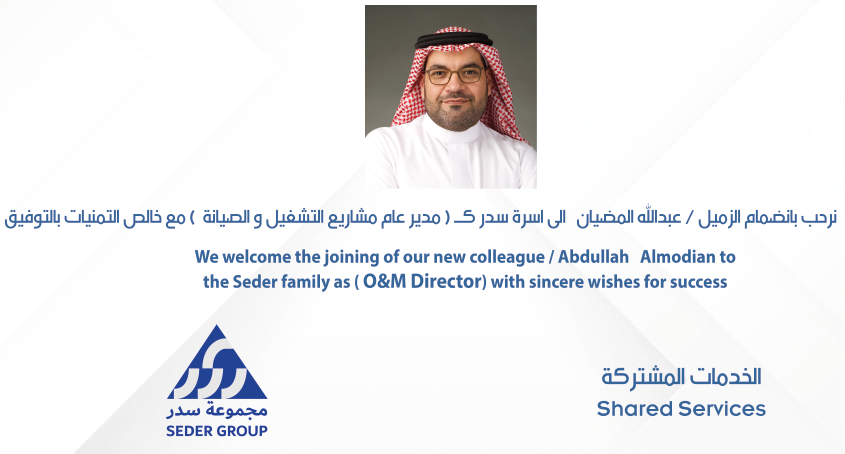 نرحب بانضمام الزميل / عبدالله المضيان الى اسرة سدر كـ ( مدير عام مشاريع التشغيل و الصيانة ) مع خالص التمنيات بالتوفيق
We welcome the joining of our new colleague / Abdullah Almodian to
the Seder family as ( O&M Director) with sincere wishes for success
مجموعة سدر
SEDER GROUP
الخدمات المشتركة
Shared Services